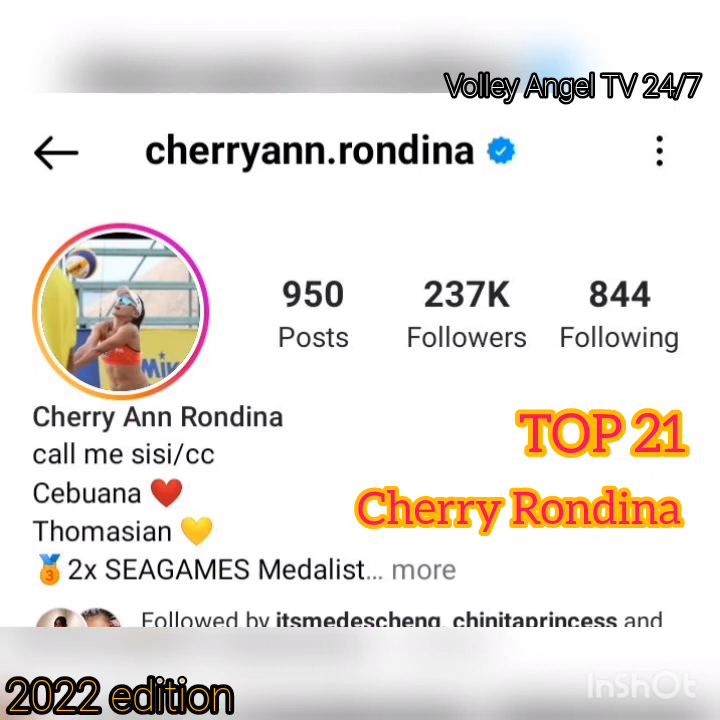 Volley Angel TV 24/7
cherryann.rondina
950
237K
844
Posts
Followers
Following
Cherry Ann Rondina
call me sisi/cc
TOP 21
Cebuana ❤️
Cherry Rondina
Thomasian 💛
🥉 2x SEAGAMES Medalist... more
Followed by itsmedescheng, chinitaprincess and
2022 edition
InShOt